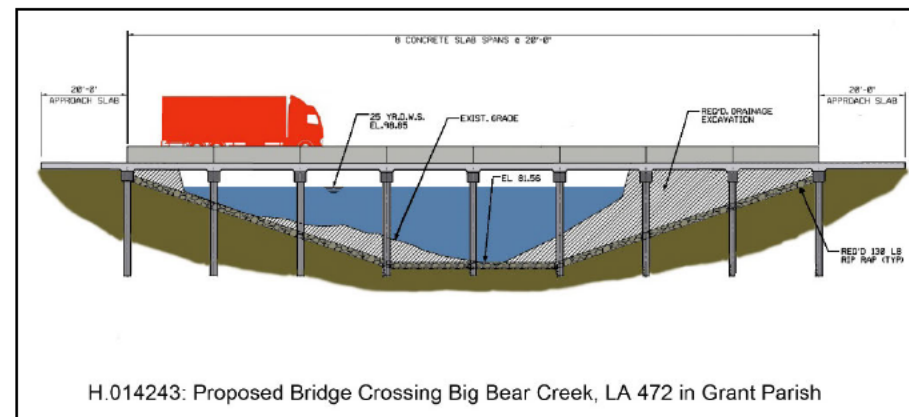 8 CONCRETE SLAB SPANS @ 20'-0"
20'-0"
APPROACH SLAB
20'-0"
APPROACH SLAB
25 YR.D.W.S.
EL.98.85
EXIST. GRADE
REQ'D. DRAINAGE
EXCAVATION
EL 81.56
REQ'D 130 LB
RIP RAP (TYP)
H.014243: Proposed Bridge Crossing Big Bear Creek, LA 472 in Grant Parish